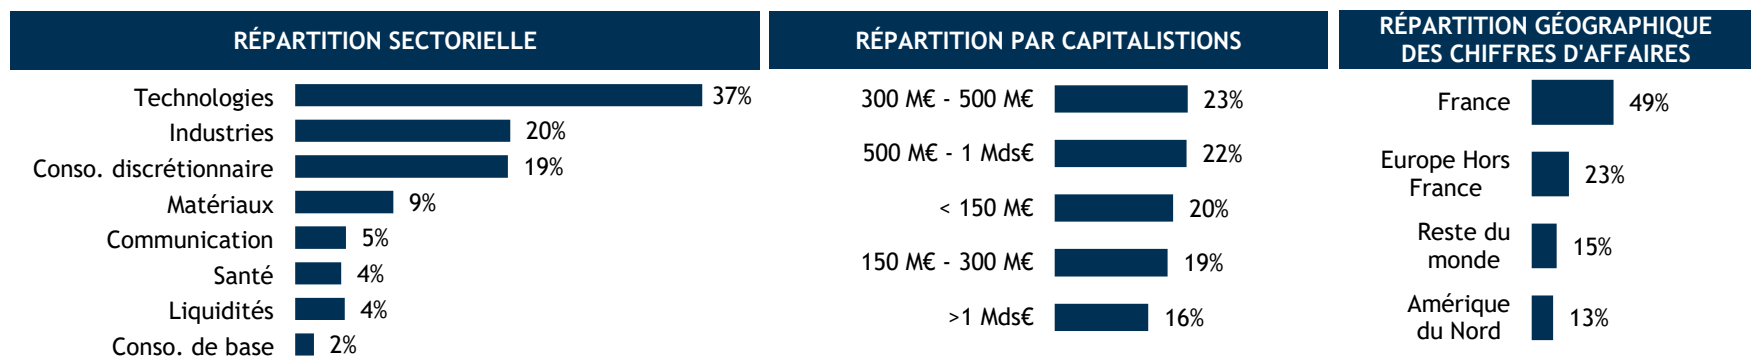 RÉPARTITION SECTORIELLE
Technologies 37%
Industries 20%
Conso. discrétionnaire 19%
Matériaux 9%
Communication 5%
Santé 4%
Liquidités 4%
Conso. de base 2%
RÉPARTITION PAR CAPITALISTIONS
300 M€ - 500 M€ 23%
500 M€ - 1 Mds€ 22%
< 150 M€ 20%
150 M€ - 300 M€ 19%
>1 Mds€ 16%
RÉPARTITION GÉOGRAPHIQUE
DES CHIFFRES D'AFFAIRES
France 49%
Europe Hors
France 23%
Reste du
monde 15%
Amérique
du Nord 13%